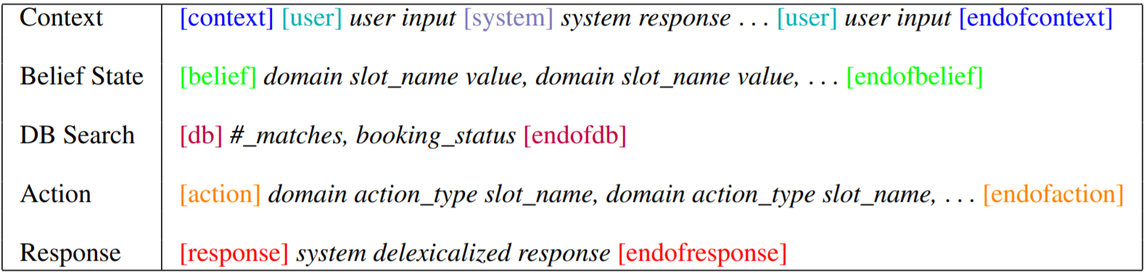 Context [context] [user] user input [system] system response . . . [user] user input [endofcontext]
Belief State [belief] domain slot_name value, domain slot_name value, . . . [endofbelief]
DB Search [db] #_matches, booking_status [endofdb]
Action [action] domain action_type slot_name, domain action_type slot_name, . . . [endofaction]
Response [response] system delexicalized response [endofresponse]